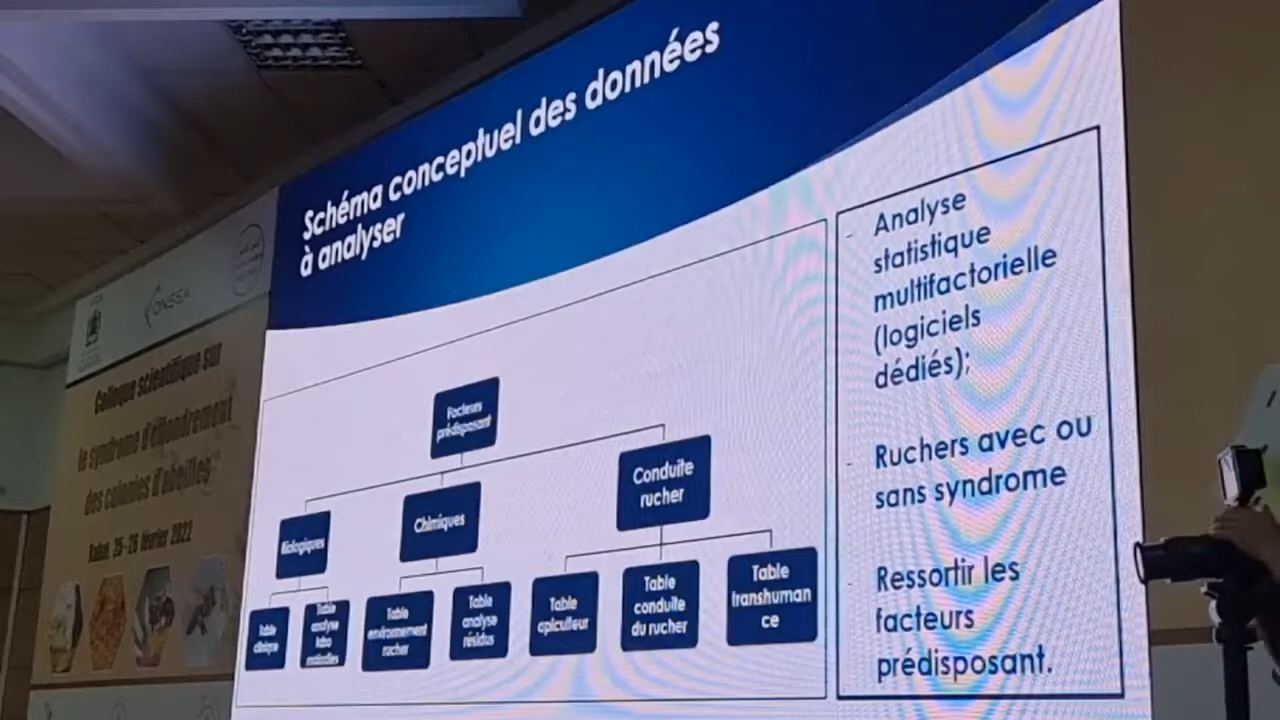 Schéma conceptuel des données
à analyser
ONSSA
Colloque scientifique sur
le syndrome d'effondrement
des colonies d'abeilles
Rabat, 25-26 février 2022
Facteurs
prédisposant
Biologiques
Chimiques
Conduite
rucher
Table
clinique
Table
analyse
labo
maladies
Table
environnement
rucher
Table
analyse
résidus
Table
apiculteur
Table
conduite
du rucher
Table
transhuman
ce
- Analyse
statistique
multifactorielle
(logiciels
dédiés);
- Ruchers avec ou
sans syndrome
- Ressortir les
facteurs
prédisposant.